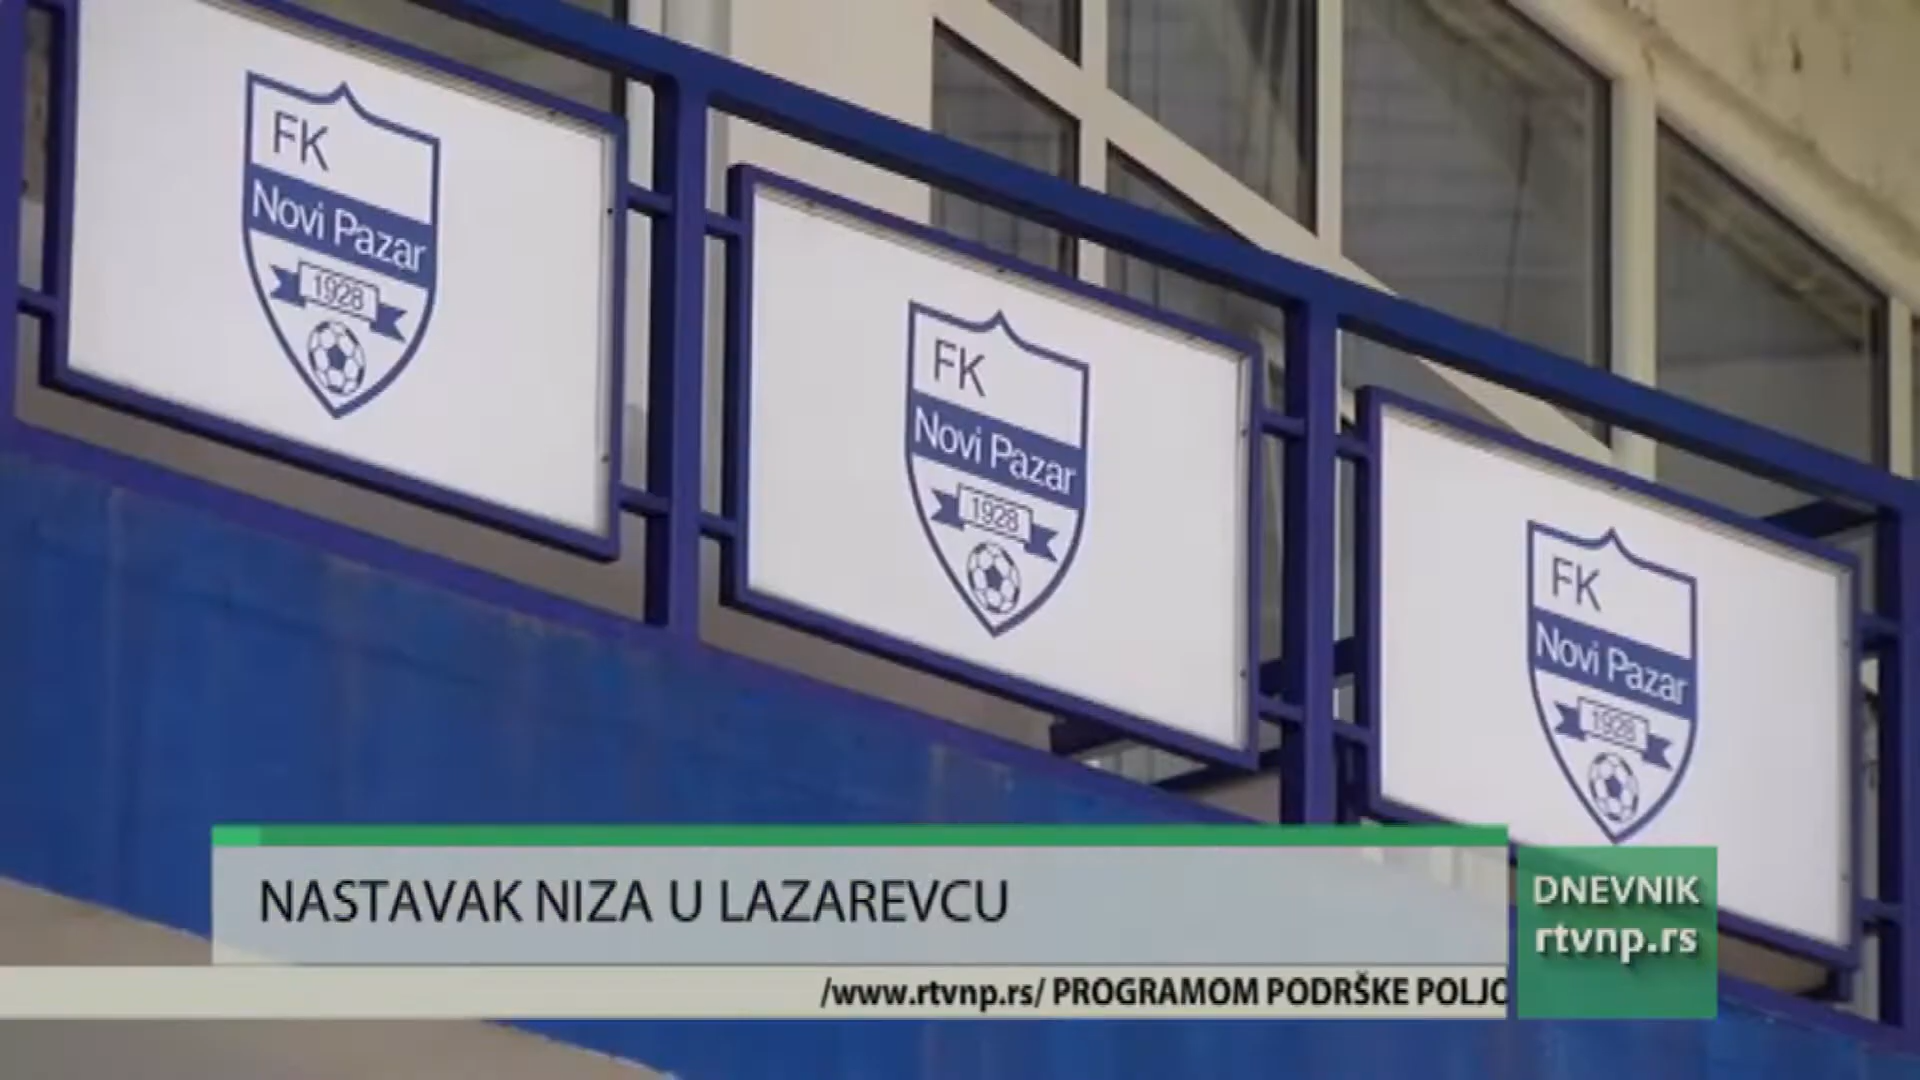 FK
Novi Pazar
1928
FK
Novi Pazar
1928
FK
Novi Pazar
1928
NASTAVAK NIZA U LAZAREVCU
DNEVNIK
rtvnp.rs
/www.rtvnp.rs/ PROGRAMOM PODRŠKE POLJO